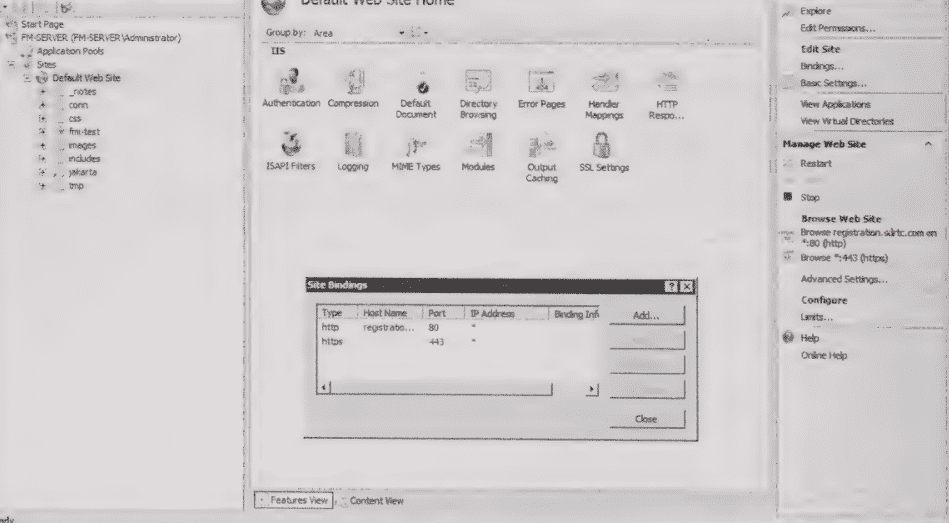 Default Web Site Home
Start Page
FM-SERVER (FM-SERVER\Administrator)
Application Pools
Sites
Default Web Site
_notes
conn
css
fmi-test
images
includes
jakarta
tmp
Group by: Area
IIS
Authentication
Compression
Default
Document
Directory
Browsing
Error Pages
Handler
Mappings
HTTP
Respo...
ISAPI Filters
Logging
MIME Types
Modules
Output
Caching
SSL Settings
Site Bindings
Type Host Name Port IP Address Binding Inf
http registratio... 80 *
https 443 *
Add...
Close
Features View
Content View
Explore
Edit Permissions...
Edit Site
Bindings...
Basic Settings...
View Applications
View Virtual Directories
Manage Web Site
Restart
Stop
Browse Web Site
Browse registration.sdrtc.com on
*:80 (http)
Browse *:443 (https)
Advanced Settings...
Configure
Limits...
Help
Online Help